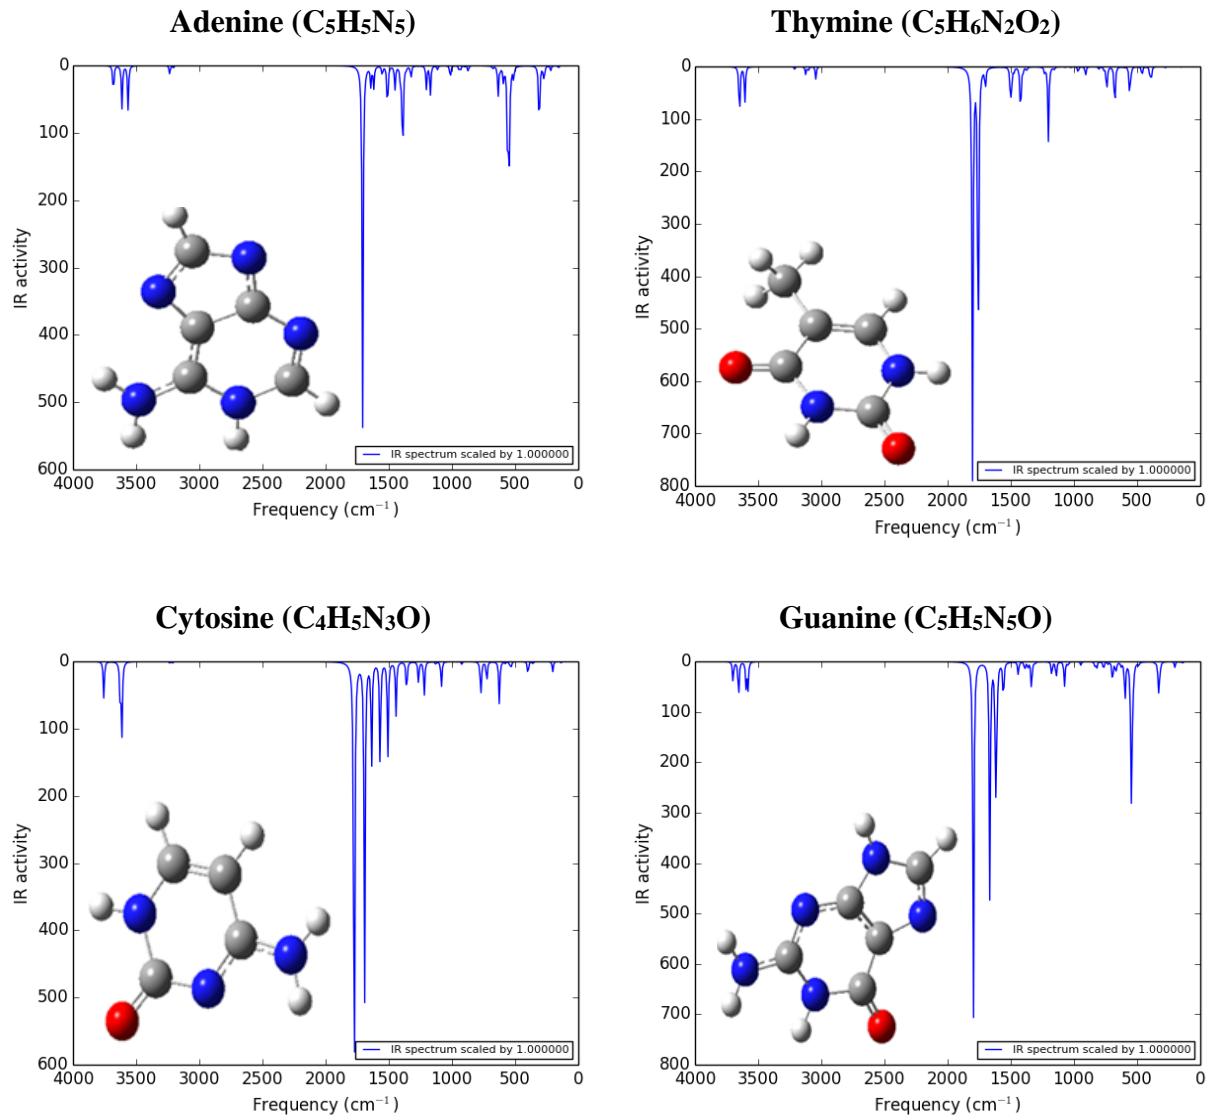 Adenine (C₅H₅N₅)
0
100
200
300
400
500
600
IR activity
IR spectrum scaled by 1.000000
4000 3500 3000 2500 2000 1500 1000 500 0
Frequency (cm⁻¹)
Thymine (C₅H₆N₂O₂)
0
100
200
300
400
500
600
700
800
IR activity
IR spectrum scaled by 1.000000
4000 3500 3000 2500 2000 1500 1000 500 0
Frequency (cm⁻¹)
Cytosine (C₄H₅N₃O)
0
100
200
300
400
500
600
IR activity
IR spectrum scaled by 1.000000
4000 3500 3000 2500 2000 1500 1000 500 0
Frequency (cm⁻¹)
Guanine (C₅H₅N₅O)
0
100
200
300
400
500
600
700
800
IR activity
IR spectrum scaled by 1.000000
4000 3500 3000 2500 2000 1500 1000 500 0
Frequency (cm⁻¹)